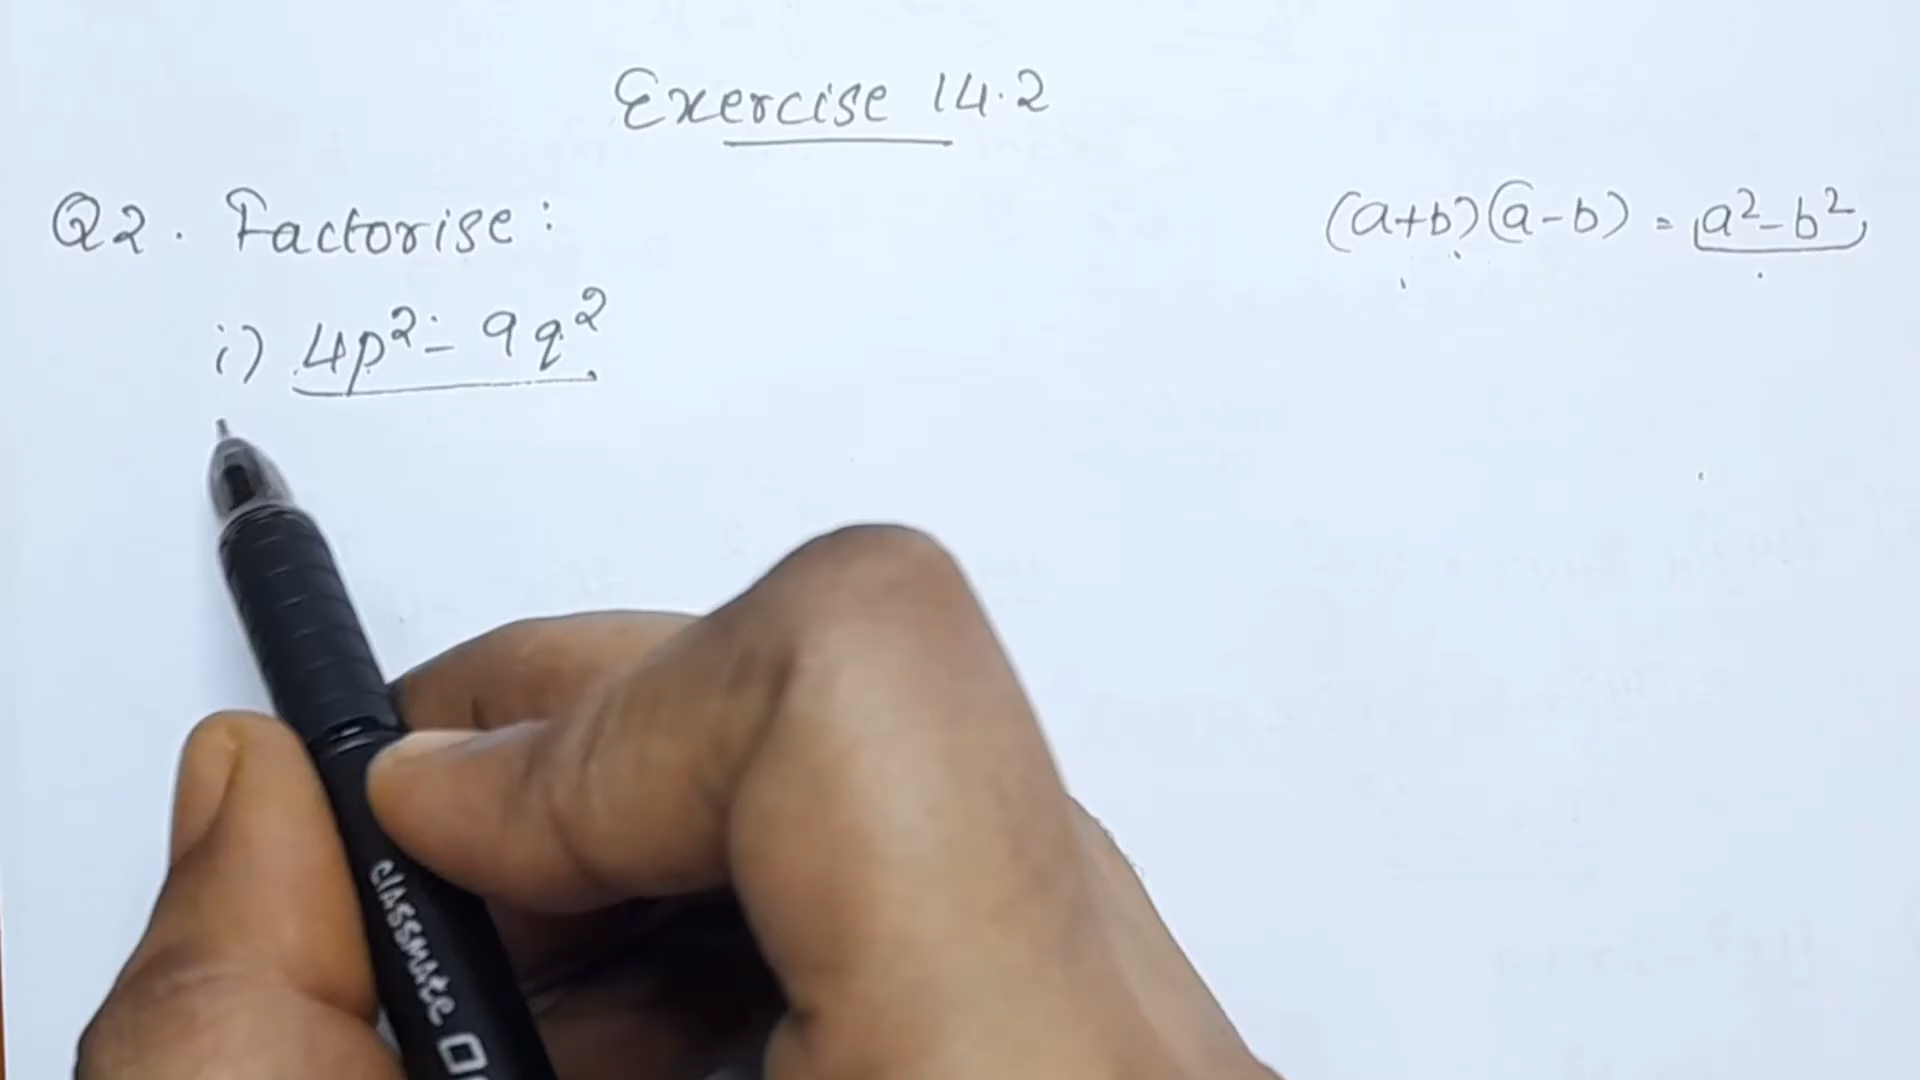 Exercise 14.2
Q2. Factorise:
(a+b)(a-b) = a²-b²
i) 4p² - 9q²
classmate